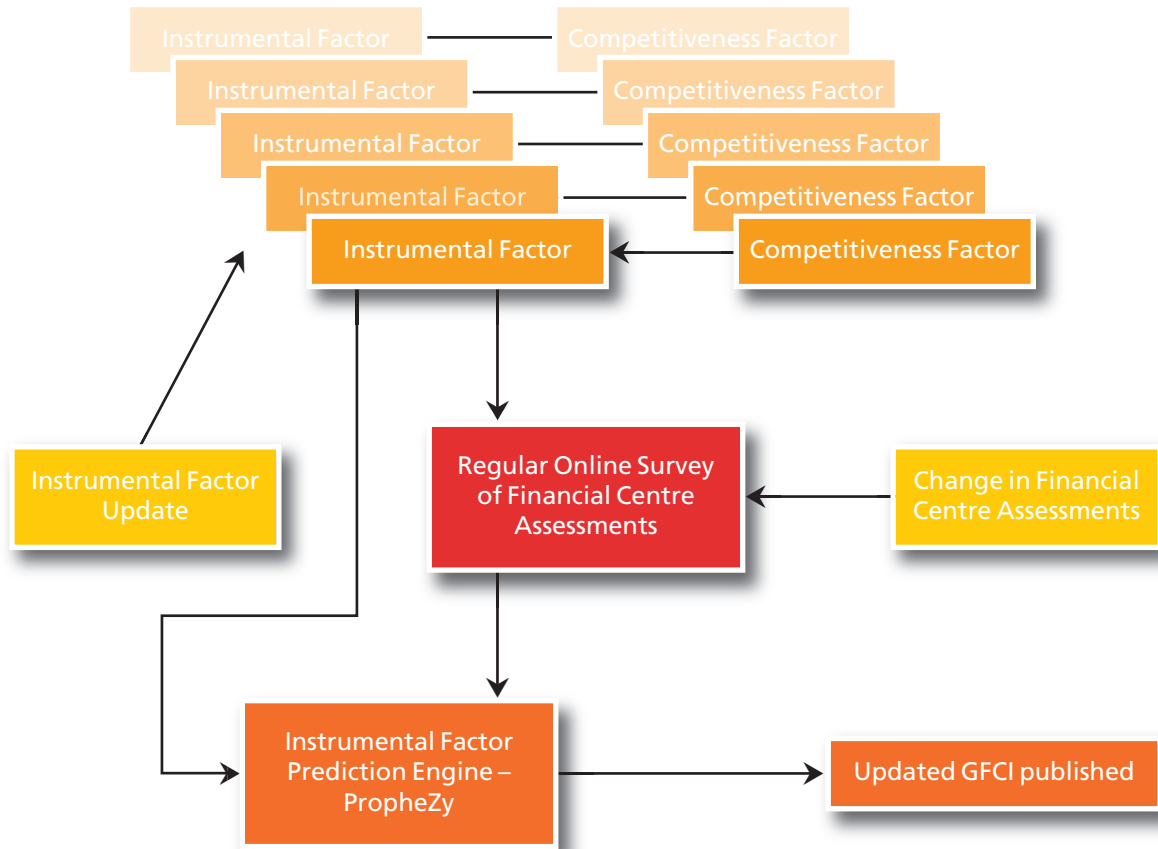 Instrumental Factor
Competitiveness Factor
Instrumental Factor
Competitiveness Factor
Instrumental Factor
Competitiveness Factor
Instrumental Factor
Competitiveness Factor
Instrumental Factor
Competitiveness Factor
Instrumental Factor
Update
Regular Online Survey
of Financial Centre
Assessments
Change in Financial
Centre Assessments
Instrumental Factor
Prediction Engine –
PropheZy
Updated GFCI published